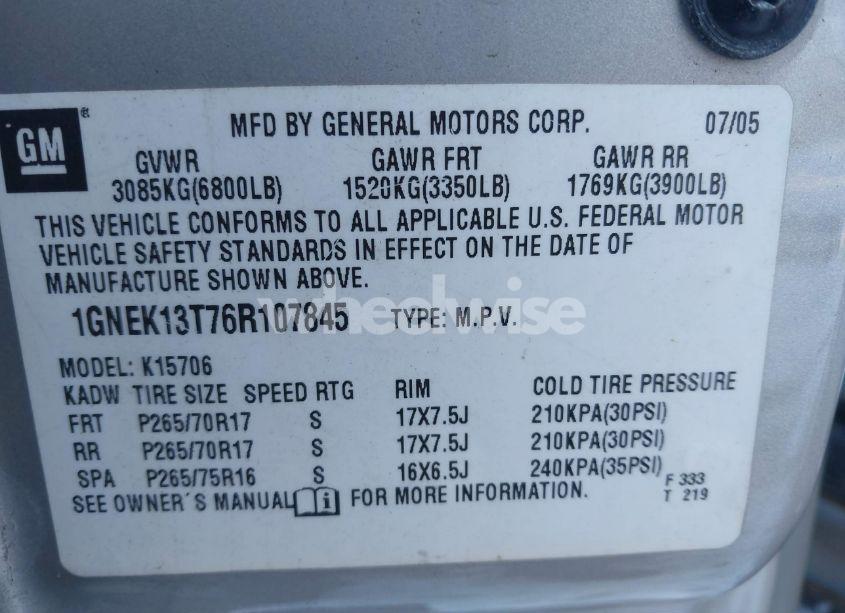 GM®
MFD BY GENERAL MOTORS CORP. 07/05
GVWR GAWR FRT GAWR RR
3085KG(6800LB) 1520KG(3350LB) 1769KG(3900LB)
THIS VEHICLE CONFORMS TO ALL APPLICABLE U.S. FEDERAL MOTOR
VEHICLE SAFETY STANDARDS IN EFFECT ON THE DATE OF
MANUFACTURE SHOWN ABOVE.
1GNEK13T76R107845 TYPE: M.P.V.
wheelwise
MODEL: K15706
KADW TIRE SIZE SPEED RTG RIM COLD TIRE PRESSURE
FRT P265/70R17 S 17X7.5J 210KPA(30PSI)
RR P265/70R17 S 17X7.5J 210KPA(30PSI)
SPA P265/75R16 S 16X6.5J 240KPA(35PSI)
F 333
SEE OWNER'S MANUAL i FOR MORE INFORMATION.
T 219